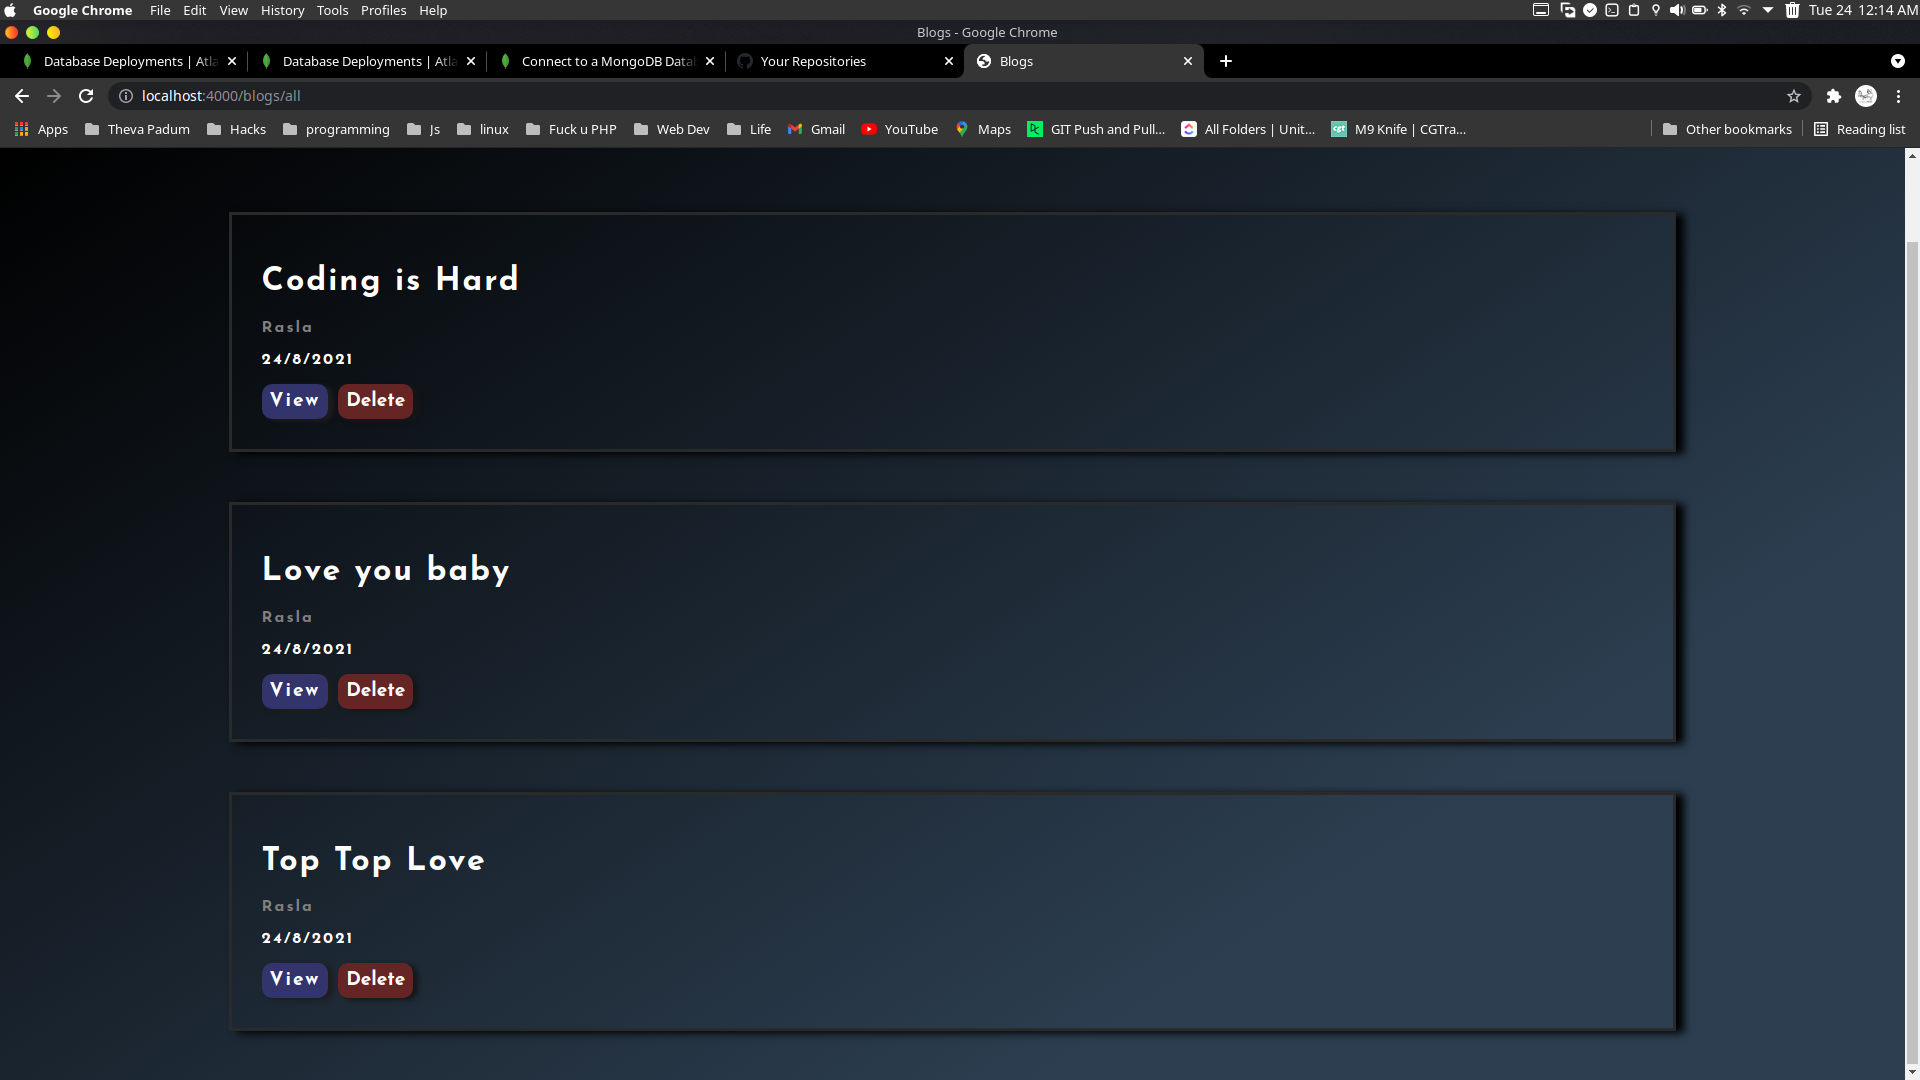 Google Chrome File Edit View History Tools Profiles Help Tue 24 12:14 AM
Blogs - Google Chrome
Database Deployments | Atla Database Deployments | Atla Connect to a MongoDB Datab Your Repositories Blogs
localhost:4000/blogs/all
Apps Theva Padum Hacks programming Js linux Fuck u PHP Web Dev Life Gmail YouTube Maps GIT Push and Pull... All Folders | Unit... cgt M9 Knife | CGTra... Other bookmarks Reading list
Coding is Hard
Rasla
24/8/2021
View Delete
Love you baby
Rasla
24/8/2021
View Delete
Top Top Love
Rasla
24/8/2021
View Delete